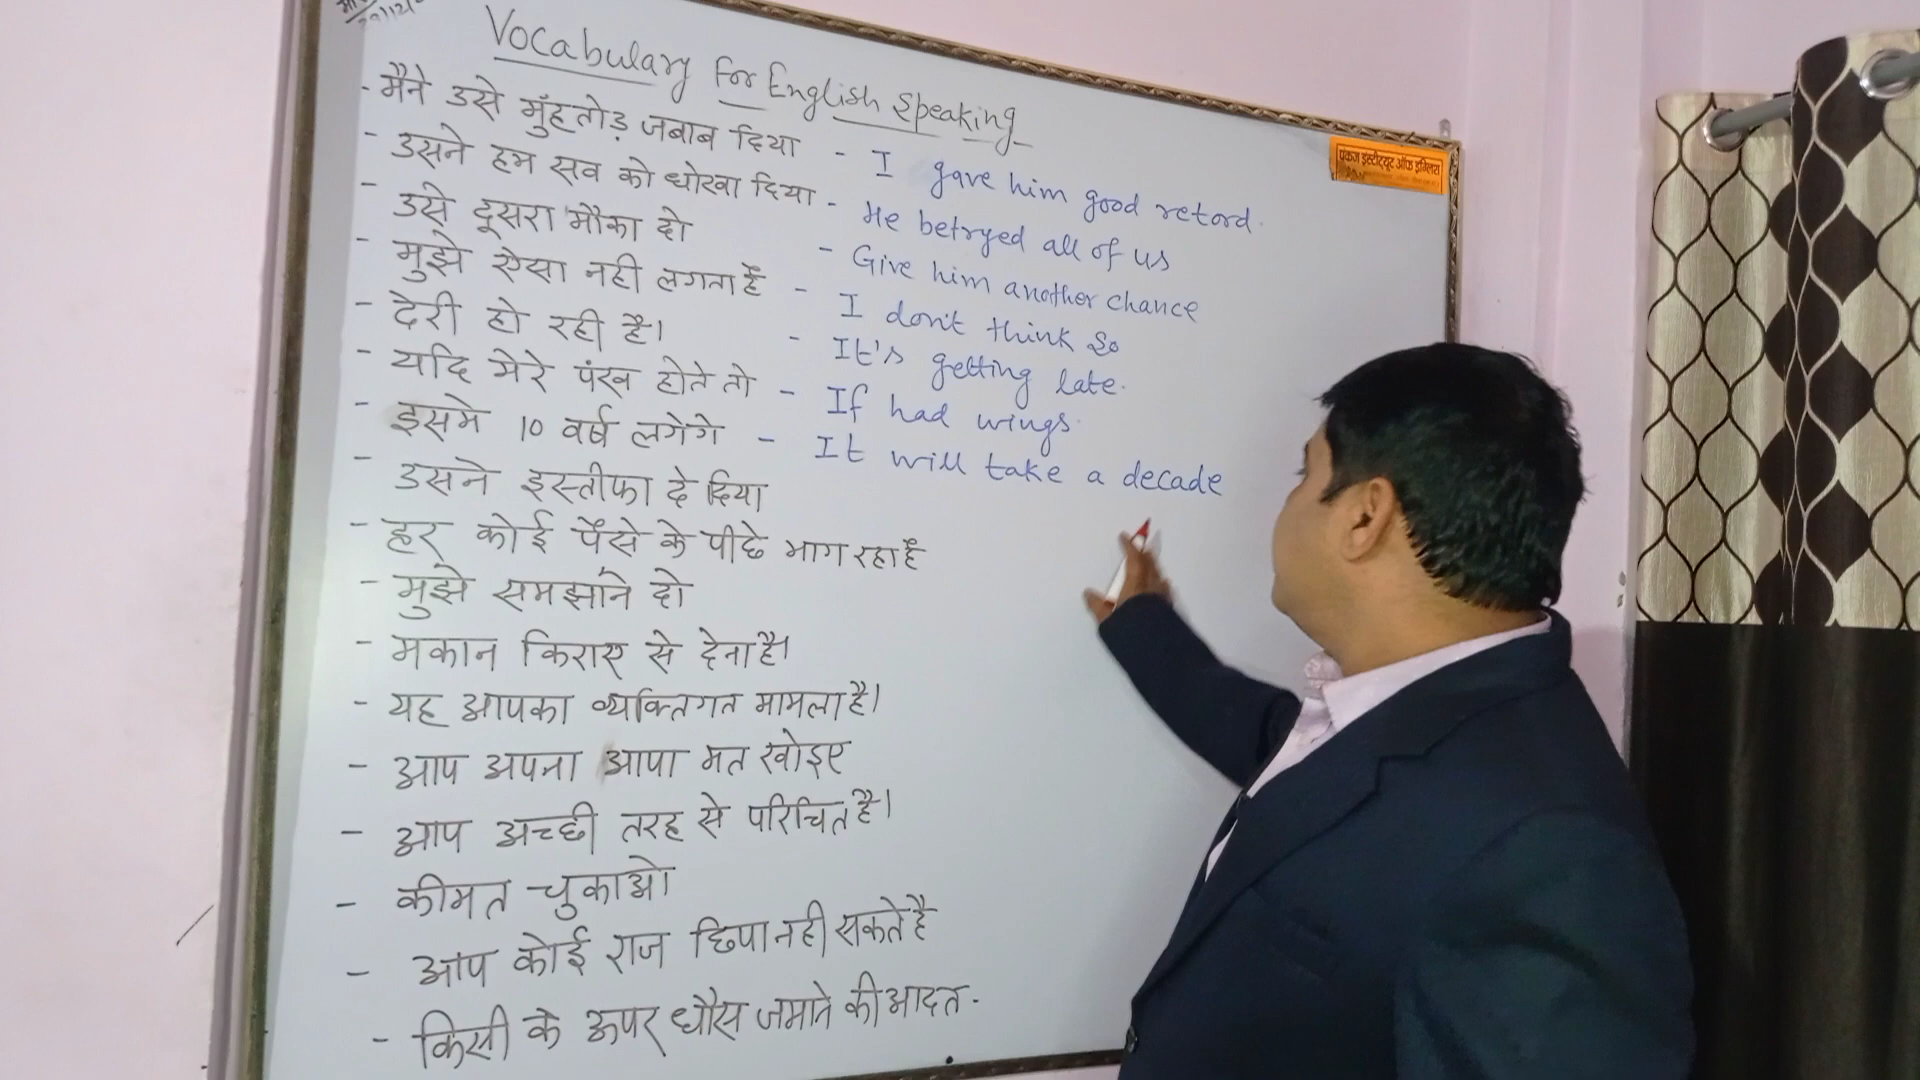 Vocabulary For English Speaking
- मैने उसे मुंहतोड़ जबाब दिया - I gave him good retord.
- उसने हम सव को धोखा दिया - He betryed all of us
- उसे दूसरा मौका दो - Give him another chance
- मुझे ऐसा नही लगता है - I don't think so
- देरी हो रही है। - It's getting late.
- यदि मेरे पंख होते तो - If had wings.
- इसमे 10 वर्ष लगेगे - It will take a decade
- उसने इस्तीफा दे दिया
- हर कोई पैसे के पीछे भाग रहा है
- मुझे समझाने दो
- मकान किराए से देना है।
- यह आपका व्यक्तिगत मामला है।
- आप अपना आपा मत खोइए
- आप अच्छी तरह से परिचित है।
- कीमत चुकाओ
- आप कोई राज छिपा नही सकते है
- किसी के ऊपर धौस जमाने की आदत.
पंकज इंस्टीट्यूट ऑफ इंग्लिश